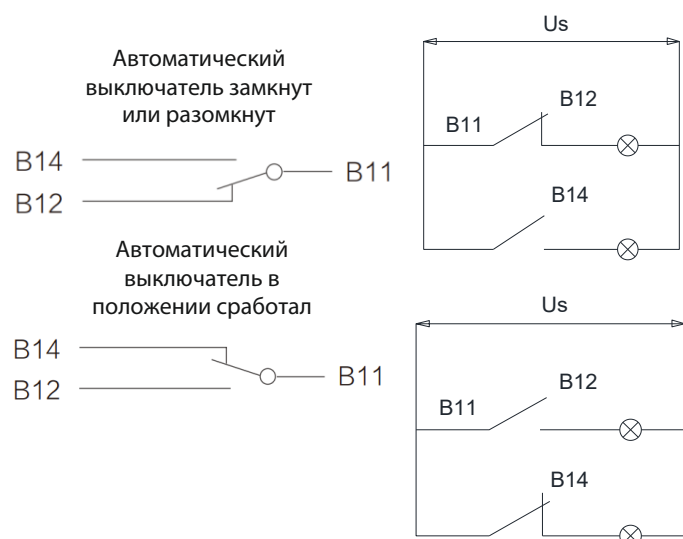 Автоматический
выключатель замкнут
или разомкнут
B14
B11
B12
Us
B12
B11
B14
Автоматический
выключатель в
положении сработал
B14
B11
B12
Us
B12
B11
B14